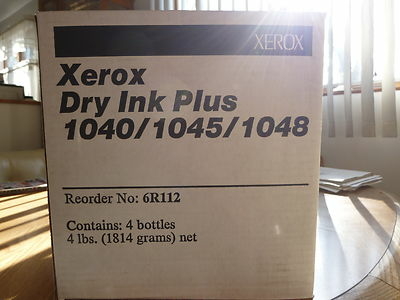 XEROX
Xerox
Dry Ink Plus
1040/1045/1048
Reorder No: 6R112
Contains: 4 bottles
4 lbs. (1814 grams) net